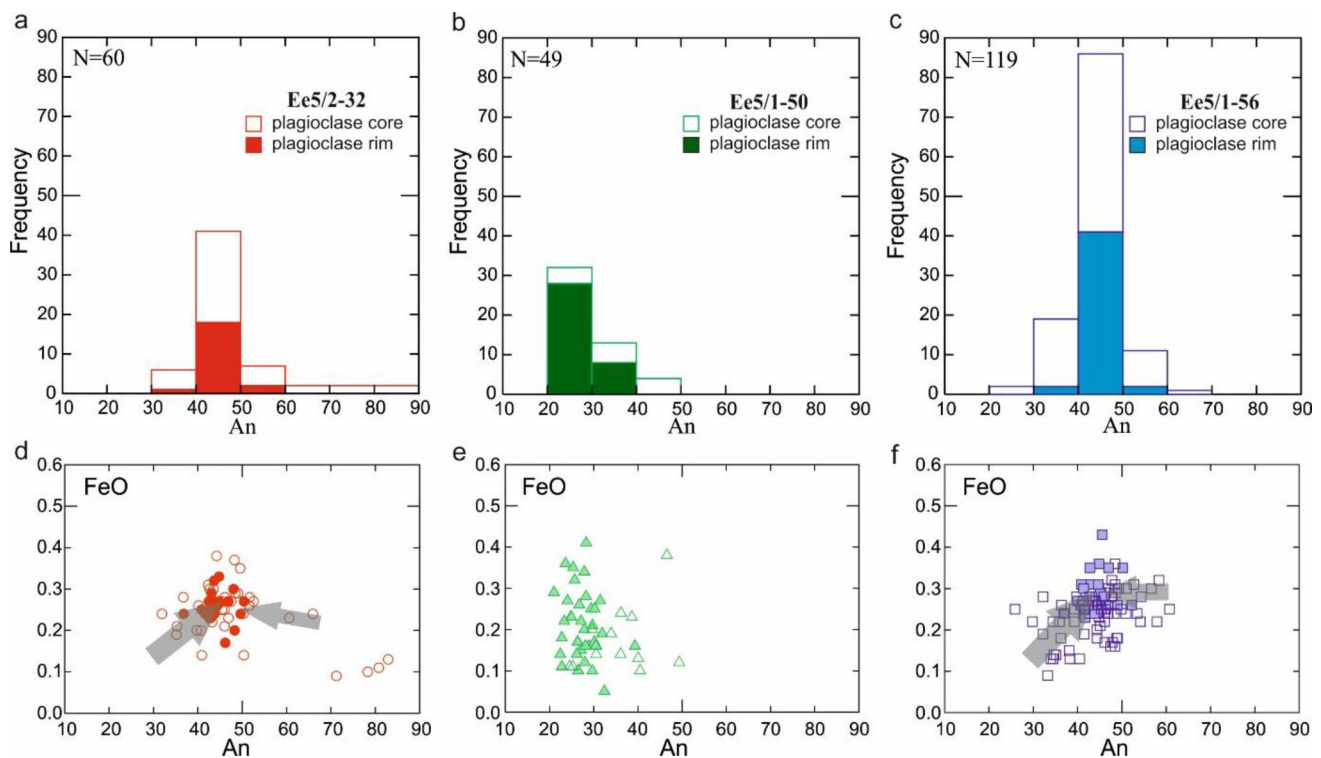 a
N=60
Ee5/2-32
plagioclase core
plagioclase rim
Frequency
90
80
70
60
50
40
30
20
10
0
10 20 30 40 50 60 70 80 90
An
b
N=49
Ee5/1-50
plagioclase core
plagioclase rim
Frequency
90
80
70
60
50
40
30
20
10
0
10 20 30 40 50 60 70 80 90
An
c
N=119
Ee5/1-56
plagioclase core
plagioclase rim
Frequency
90
80
70
60
50
40
30
20
10
0
10 20 30 40 50 60 70 80 90
An
d
FeO
0.6
0.5
0.4
0.3
0.2
0.1
0.0
10 20 30 40 50 60 70 80 90
An
e
FeO
0.6
0.5
0.4
0.3
0.2
0.1
0.0
10 20 30 40 50 60 70 80 90
An
f
FeO
0.6
0.5
0.4
0.3
0.2
0.1
0.0
10 20 30 40 50 60 70 80 90
An